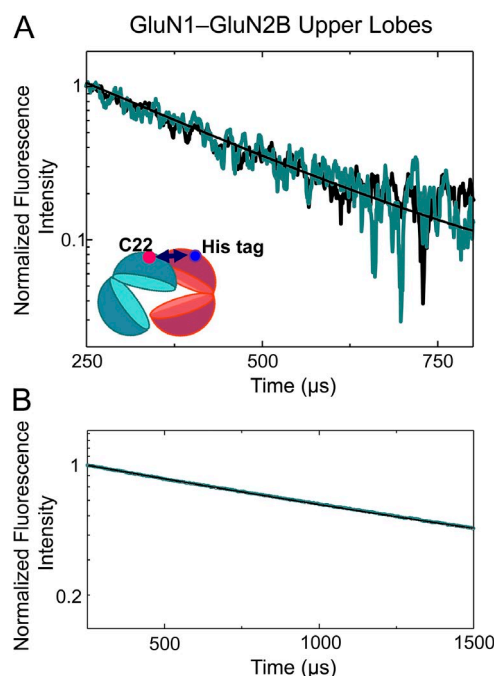 A
GluN1–GluN2B Upper Lobes
Normalized Fluorescence
Intensity
1
0.1
C22
His tag
250
500
750
Time (μs)
B
Normalized Fluorescence
Intensity
1
0.2
500
1000
1500
Time (μs)